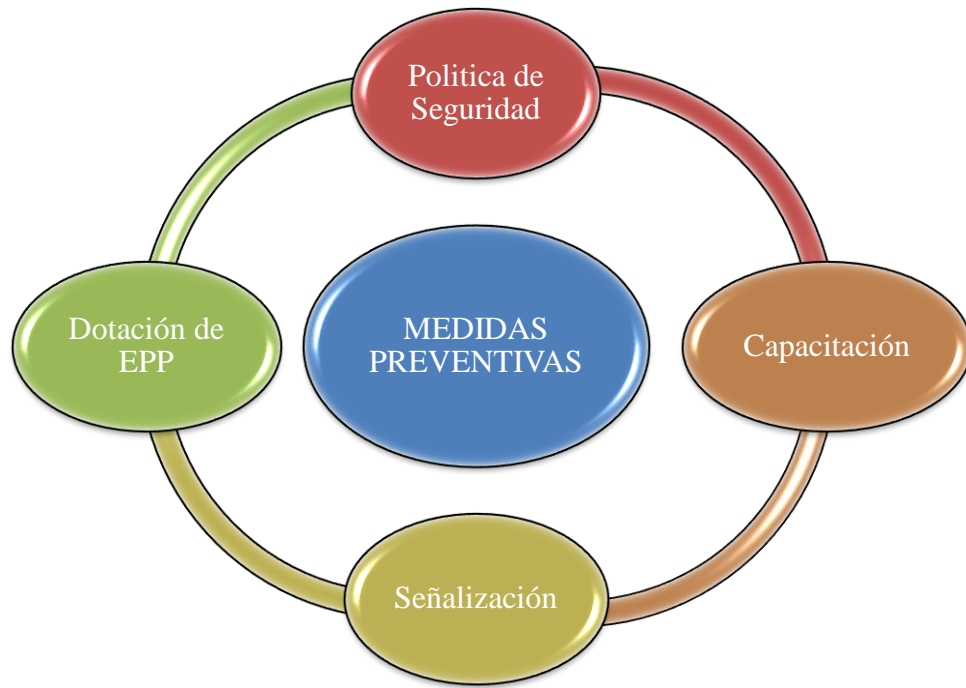 Politica de
Seguridad
Dotación de
EPP
MEDIDAS
PREVENTIVAS
Capacitación
Señalización